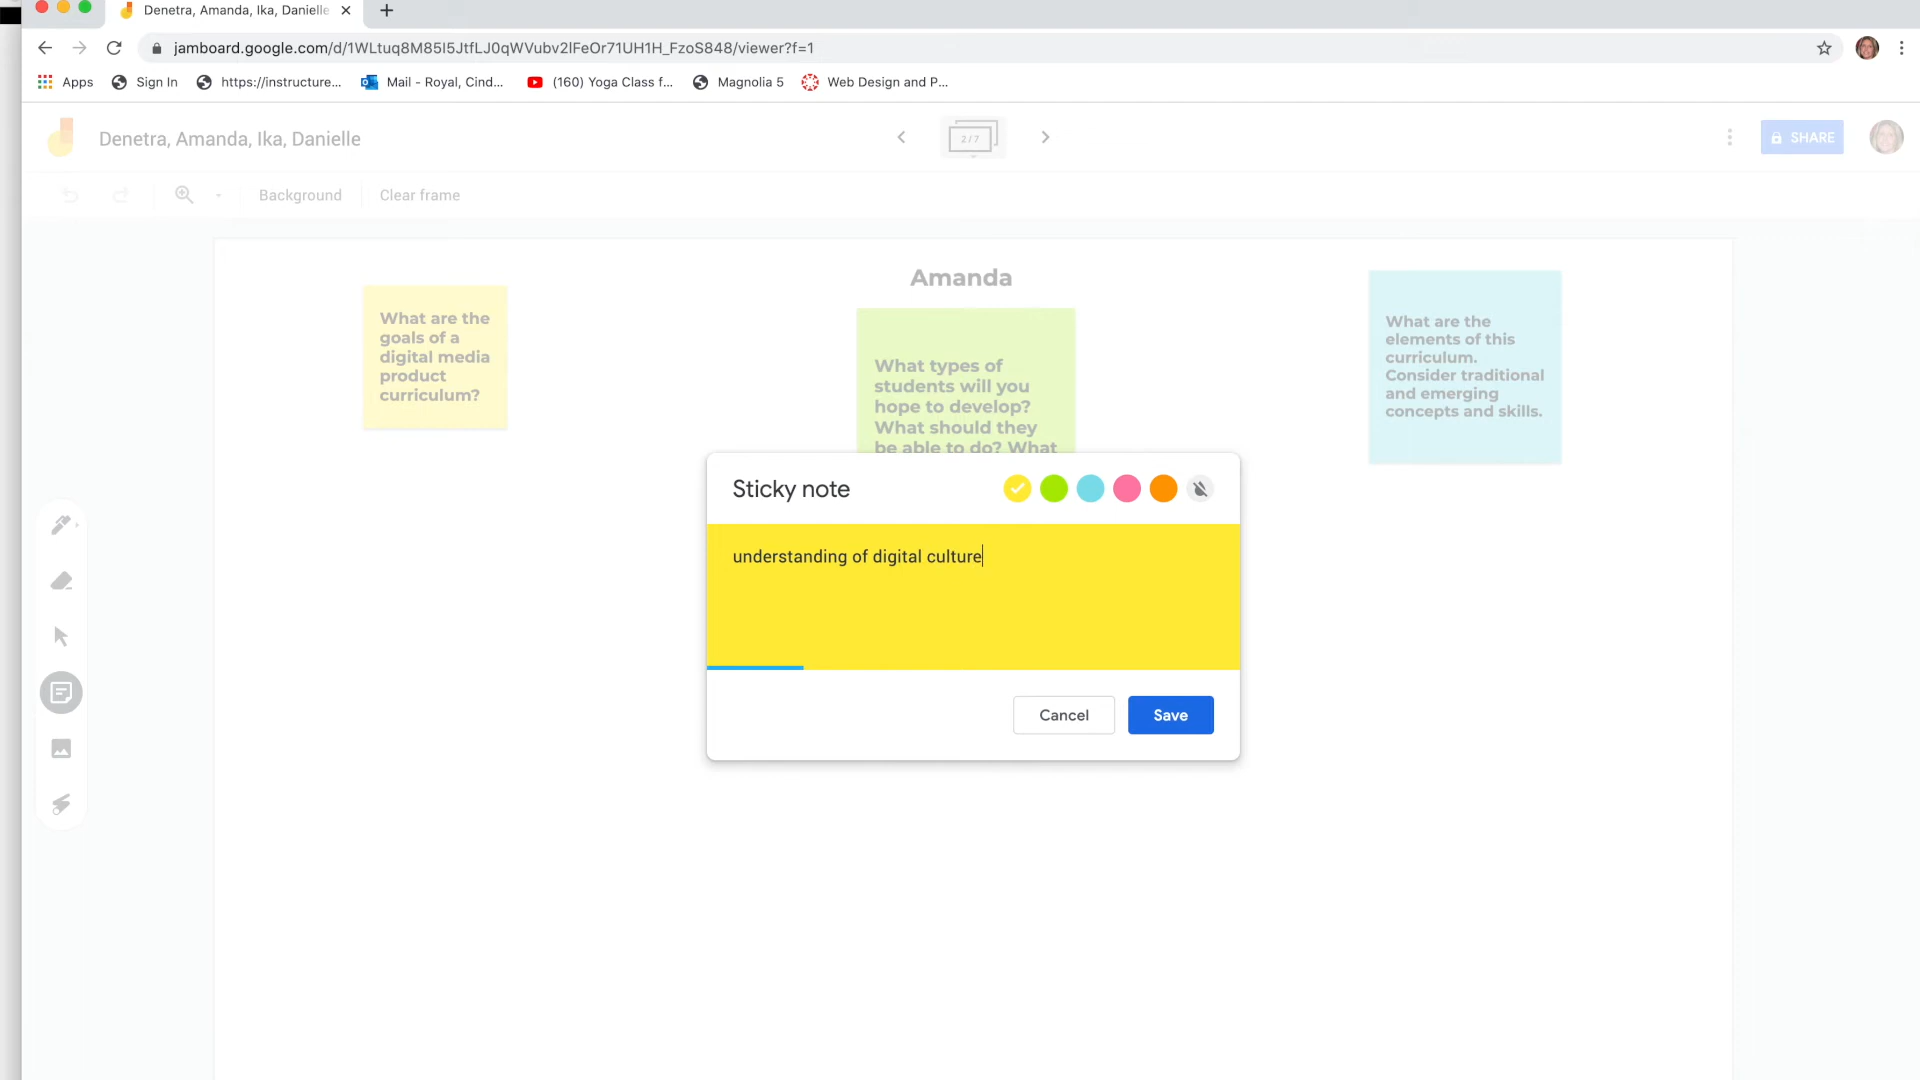 Denetra, Amanda, Ika, Danielle
jamboard.google.com/d/1WLtuq8M85I5JtfLJ0qWVubv2lFeOr71UH1H_FzoS848/viewer?f=1
Apps
Sign In
https://instructure...
Mail - Royal, Cind...
(160) Yoga Class f...
Magnolia 5
Web Design and P...
Denetra, Amanda, Ika, Danielle
2/7
SHARE
Background
Clear frame
Amanda
What are the
goals of a
digital media
product
curriculum?
What types of
students will you
hope to develop?
What should they
be able to do? What
What are the
elements of this
curriculum.
Consider traditional
and emerging
concepts and skills.
Sticky note
understanding of digital culture
Cancel
Save